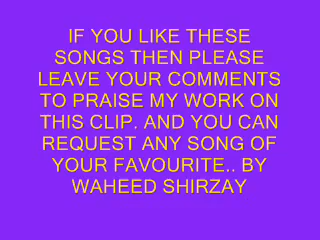 IF YOU LIKE THESE
SONGS THEN PLEASE
LEAVE YOUR COMMENTS
TO PRAISE MY WORK ON
THIS CLIP. AND YOU CAN
REQUEST ANY SONG OF
YOUR FAVOURITE.. BY
WAHEED SHIRZAY